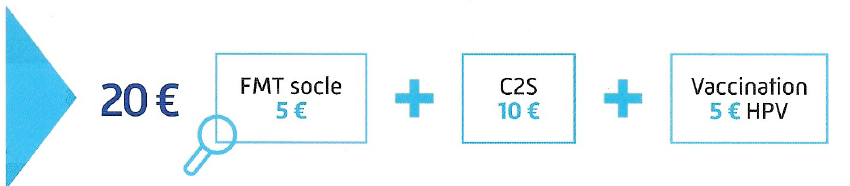 20 €
FMT socle
5 €
+
C2S
10 €
+
Vaccination
5 € HPV